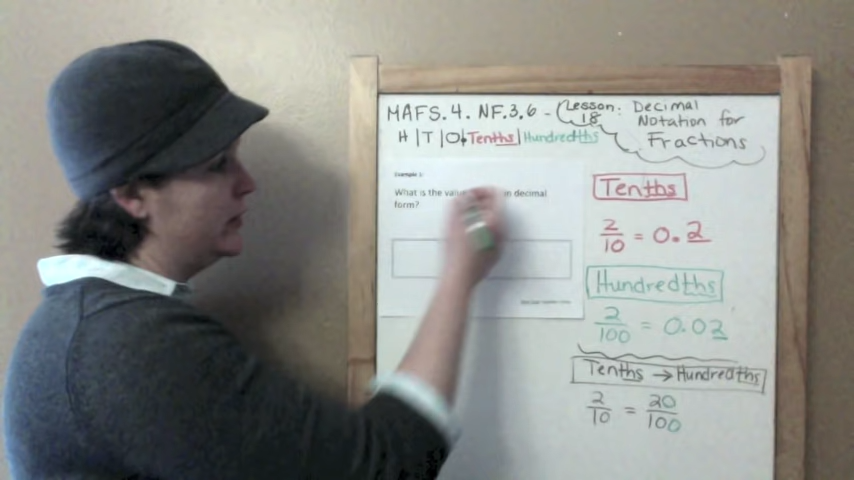 MAFS.4.NF.3.6 - Lesson 18: Decimal Notation for Fractions
H | T | O . Tenths | Hundredths
Example 1:
What is the value in decimal
form?
Tenths
2/10 = 0.2
Hundredths
2/100 = 0.02
Tenths → Hundredths
2/10 = 20/100